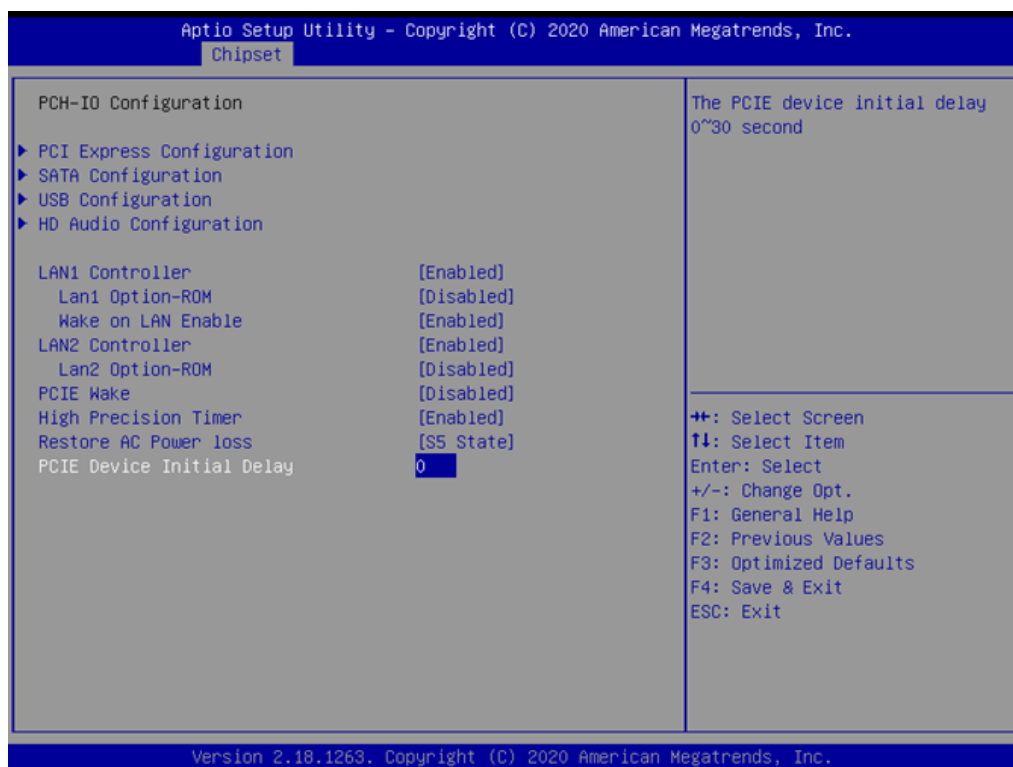 Aptio Setup Utility – Copyright (C) 2020 American Megatrends, Inc.
Chipset
PCH-IO Configuration
The PCIE device initial delay
0~30 second
► PCI Express Configuration
► SATA Configuration
► USB Configuration
► HD Audio Configuration
LAN1 Controller [Enabled]
Lan1 Option-ROM [Disabled]
Wake on LAN Enable [Enabled]
LAN2 Controller [Enabled]
Lan2 Option-ROM [Disabled]
PCIE Wake [Disabled]
High Precision Timer [Enabled]
Restore AC Power loss [S5 State]
PCIE Device Initial Delay 0
→←: Select Screen
↑↓: Select Item
Enter: Select
+/-: Change Opt.
F1: General Help
F2: Previous Values
F3: Optimized Defaults
F4: Save & Exit
ESC: Exit
Version 2.18.1263. Copyright (C) 2020 American Megatrends, Inc.